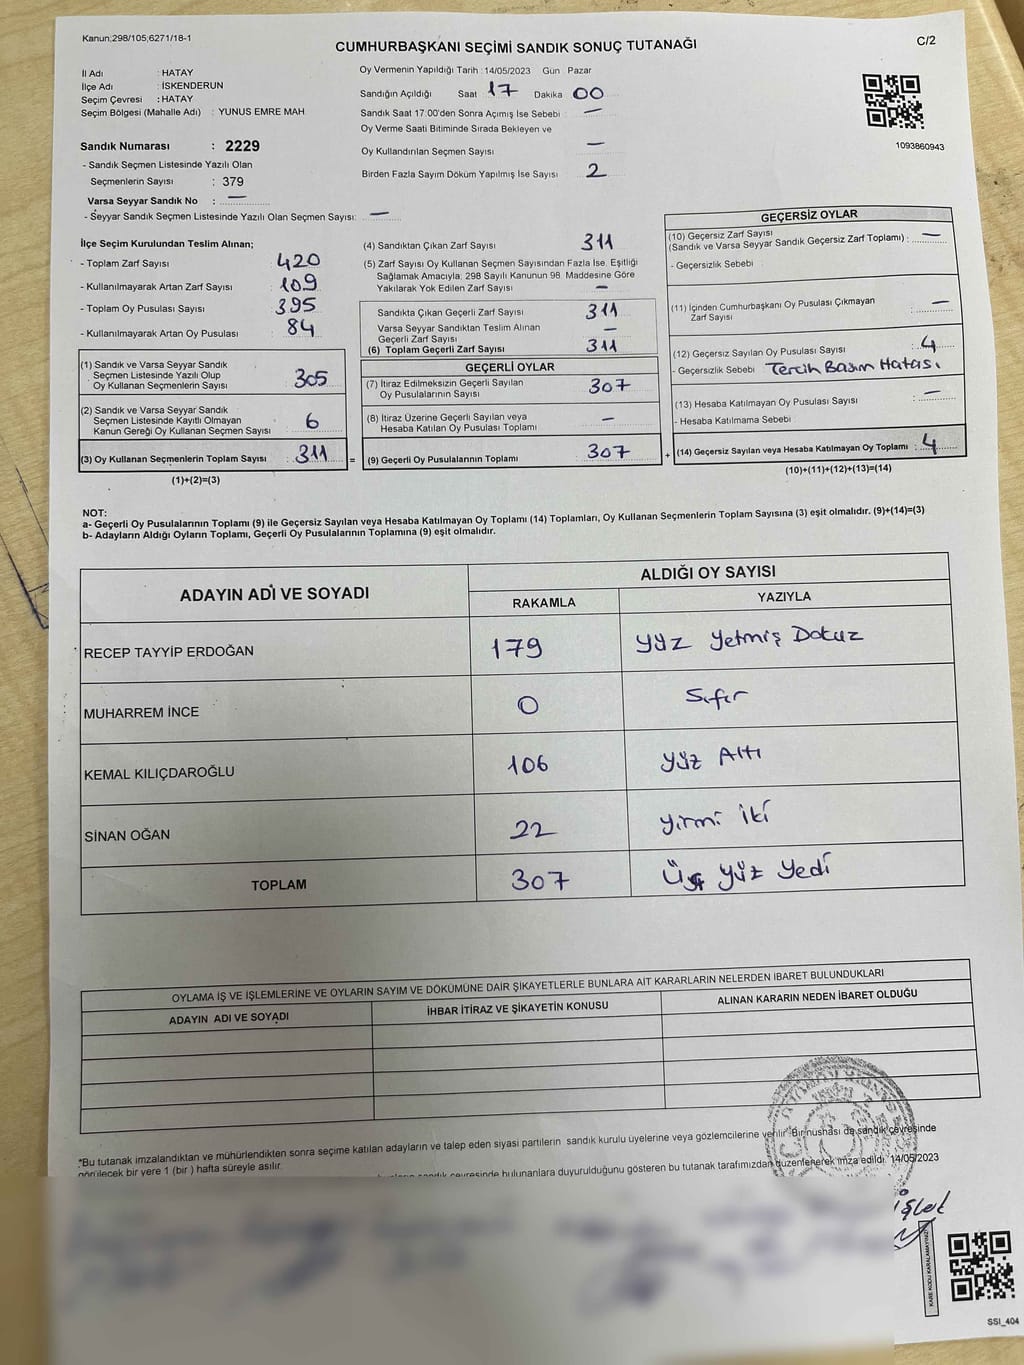 Kanun;298/105;6271/18-1
C/2
CUMHURBAŞKANI SEÇİMİ SANDIK SONUÇ TUTANAĞI
İl Adı : HATAY
İlçe Adı : İSKENDERUN
Seçim Çevresi : HATAY
Seçim Bölgesi (Mahalle Adı) : YUNUS EMRE MAH
Sandık Numarası : 2229
- Sandık Seçmen Listesinde Yazılı Olan
Seçmenlerin Sayısı : 379
Varsa Seyyar Sandık No : —
- Seyyar Sandık Seçmen Listesinde Yazılı Olan Seçmen Sayısı: —
Oy Vermenin Yapıldığı Tarih : 14/05/2023 Gün Pazar
Sandığın Açıldığı Saat 17 Dakika 00
Sandık Saat 17.00'den Sonra Açımış İse Sebebi : —
Oy Verme Saati Bitiminde Sırada Bekleyen ve
Oy Kullandırılan Seçmen Sayısı —
Birden Fazla Sayım Döküm Yapılmış İse Sayısı 2
1093860943
İlçe Seçim Kurulundan Teslim Alınan;
- Toplam Zarf Sayısı 420
- Kullanılmayarak Artan Zarf Sayısı : 109
- Toplam Oy Pusulası Sayısı : 395
- Kullanılmayarak Artan Oy Pusulası : 84
(1) Sandık ve Varsa Seyyar Sandık
Seçmen Listesinde Yazılı Olup
Oy Kullanan Seçmenlerin Sayısı : 305
(2) Sandık ve Varsa Seyyar Sandık
Seçmen Listesinde Kayıtlı Olmayan
Kanun Gereği Oy Kullanan Seçmen Sayısı : 6
(3) Oy Kullanan Seçmenlerin Toplam Sayısı : 311 =
(1)+(2)=(3)
(4) Sandıktan Çıkan Zarf Sayısı 311
(5) Zarf Sayısı Oy Kullanan Seçmen Sayısından Fazla İse, Eşitliği
Sağlamak Amacıyla; 298 Sayılı Kanunun 98. Maddesine Göre
Yakılarak Yok Edilen Zarf Sayısı —
Sandıkta Çıkan Geçerli Zarf Sayısı : 311
Varsa Seyyar Sandıktan Teslim Alınan
Geçerli Zarf Sayısı —
(6) Toplam Geçerli Zarf Sayısı 311
GEÇERLİ OYLAR
(7) İtiraz Edilmeksizin Geçerli Sayılan
Oy Pusulalarının Sayısı : 307
(8) İtiraz Üzerine Geçerli Sayılan veya
Hesaba Katılan Oy Pusulası Toplamı : —
(9) Geçerli Oy Pusulalarının Toplamı : 307 +
GEÇERSİZ OYLAR
(10) Geçersiz Zarf Sayısı
(Sandık ve Varsa Seyyar Sandık Geçersiz Zarf Toplamı) : —
- Geçersizlik Sebebi :
(11) İçinden Cumhurbaşkanı Oy Pusulası Çıkmayan
Zarf Sayısı : —
(12) Geçersiz Sayılan Oy Pusulası Sayısı : 4
- Geçersizlik Sebebi Tercih Basım Hatası
(13) Hesaba Katılmayan Oy Pusulası Sayısı : —
- Hesaba Katılmama Sebebi :
(14) Geçersiz Sayılan veya Hesaba Katılmayan Oy Toplamı : 4
(10)+(11)+(12)+(13)=(14)
NOT:
a- Geçerli Oy Pusulalarının Toplamı (9) ile Geçersiz Sayılan veya Hesaba Katılmayan Oy Toplamı (14) Toplamları, Oy Kullanan Seçmenlerin Toplam Sayısına (3) eşit olmalıdır. (9)+(14)=(3)
b- Adayların Aldığı Oyların Toplamı, Geçerli Oy Pusulalarının Toplamına (9) eşit olmalıdır.
ADAYIN ADI VE SOYADI
ALDIĞI OY SAYISI
RAKAMLA YAZIYLA
RECEP TAYYİP ERDOĞAN 179 Yüz Yetmiş Dokuz
MUHARREM İNCE 0 Sıfır
KEMAL KILIÇDAROĞLU 106 Yüz Altı
SİNAN OĞAN 22 Yirmi İki
TOPLAM 307 Üç Yüz Yedi
OYLAMA İŞ VE İŞLEMLERİNE VE OYLARIN SAYIM VE DÖKÜMÜNE DAİR ŞİKAYETLERLE BUNLARA AİT KARARLARIN NELERDEN İBARET BULUNDUKLARI
ADAYIN ADI VE SOYADI İHBAR İTİRAZ VE ŞİKAYETİN KONUSU ALINAN KARARIN NEDEN İBARET OLDUĞU
*Bu tutanak imzalandıktan ve mühürlendikten sonra seçime katılan adayların ve talep eden siyasi partilerin sandık kurulu üyelerine veya gözlemcilerine verilir. Bir nushası da sandık çevresinde
görülecek bir yere 1 (bir ) hafta süreyle asılır.
sandık çevresinde bulunanlara duyurulduğunu gösteren bu tutanak tarafımızdan düzenlenerek imza edildi. 14/05/2023
KARE KODU KARALAMAYINIZ
SSI_404